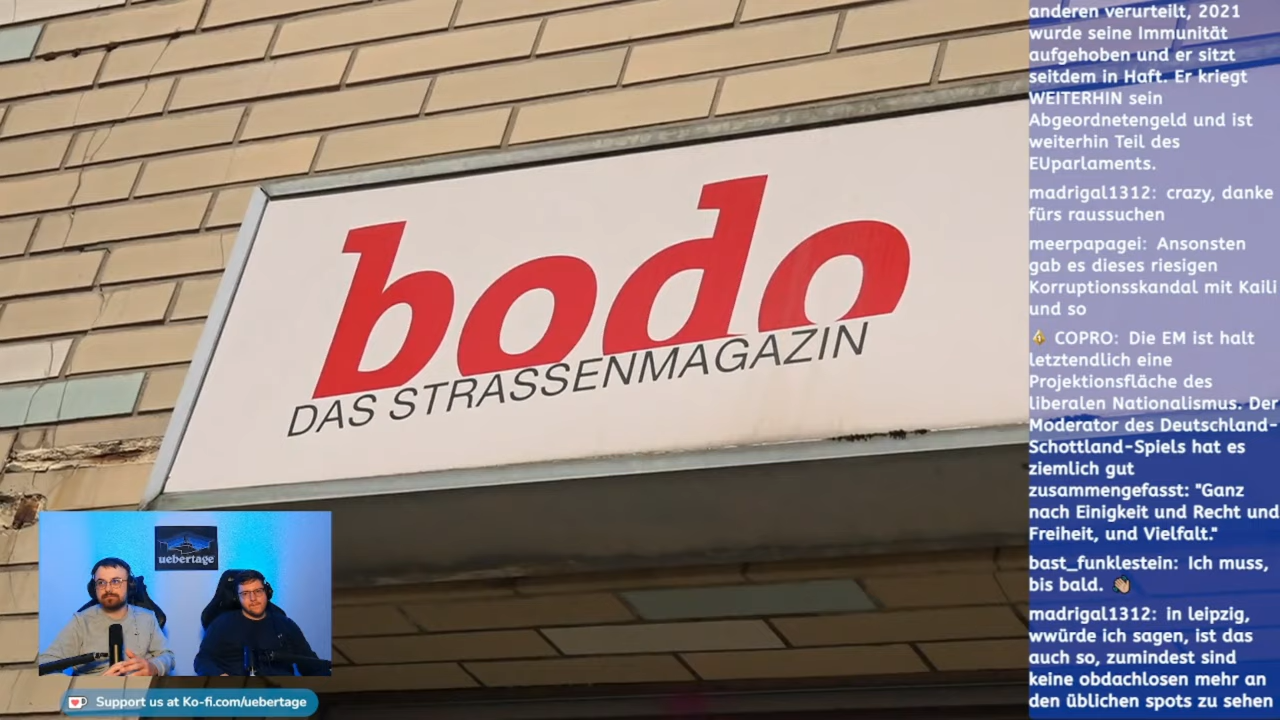 bodo
DAS STRASSENMAGAZIN
uebertage
Support us at Ko-fi.com/uebertage
anderen verurteilt, 2021
wurde seine Immunität
aufgehoben und er sitzt
seitdem in Haft. Er kriegt
WEITERHIN sein
Abgeordnetengeld und ist
weiterhin Teil des
EUparlaments.
madrigal1312: crazy, danke
fürs raussuchen
meerpapagei: Ansonsten
gab es dieses riesigen
Korruptionsskandal mit Kaili
und so
COPRO: Die EM ist halt
letztendlich eine
Projektionsfläche des
liberalen Nationalismus. Der
Moderator des Deutschland-
Schottland-Spiels hat es
ziemlich gut
zusammengefasst: "Ganz
nach Einigkeit und Recht und
Freiheit, und Vielfalt."
bast_funklestein: Ich muss,
bis bald.
madrigal1312: in leipzig,
wwürde ich sagen, ist das
auch so, zumindest sind
keine obdachlosen mehr an
den üblichen spots zu sehen